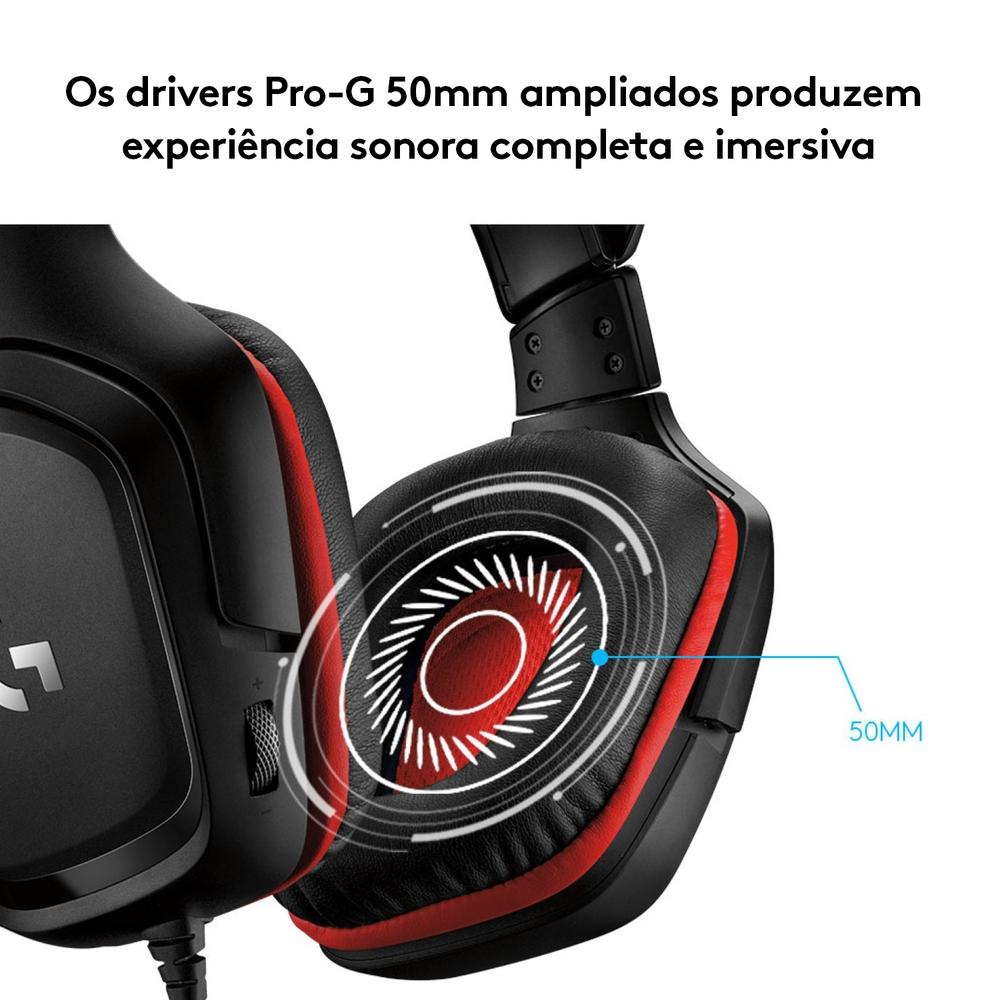 Os drivers Pro-G 50mm ampliados produzem
experiência sonora completa e imersiva
G
+
-
50MM